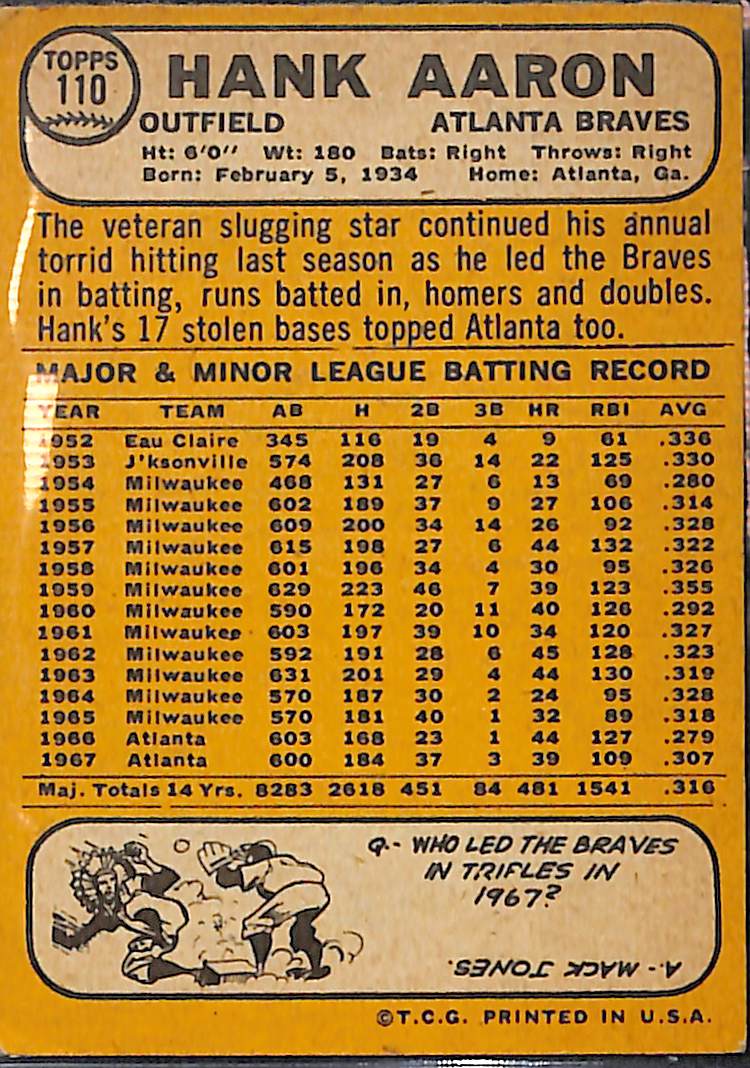 TOPPS
110
HANK AARON
OUTFIELD ATLANTA BRAVES
Ht: 6'0" Wt: 180 Bats: Right Throws: Right
Born: February 5, 1934 Home: Atlanta, Ga.
The veteran slugging star continued his annual
torrid hitting last season as he led the Braves
in batting, runs batted in, homers and doubles.
Hank's 17 stolen bases topped Atlanta too.
MAJOR & MINOR LEAGUE BATTING RECORD
YEAR TEAM AB H 2B 3B HR RBI AVG
1952 Eau Claire 345 116 19 4 9 61 .336
1953 J'ksonville 574 208 36 14 22 125 .330
1954 Milwaukee 468 131 27 6 13 69 .280
1955 Milwaukee 602 189 37 9 27 106 .314
1956 Milwaukee 609 200 34 14 26 92 .328
1957 Milwaukee 615 198 27 6 44 132 .322
1958 Milwaukee 601 196 34 4 30 95 .326
1959 Milwaukee 629 223 46 7 39 123 .355
1960 Milwaukee 590 172 20 11 40 126 .292
1961 Milwaukee 603 197 39 10 34 120 .327
1962 Milwaukee 592 191 28 6 45 128 .323
1963 Milwaukee 631 201 29 4 44 130 .319
1964 Milwaukee 570 187 30 2 24 95 .328
1965 Milwaukee 570 181 40 1 32 89 .318
1966 Atlanta 603 168 23 1 44 127 .279
1967 Atlanta 600 184 37 3 39 109 .307
Maj. Totals 14 Yrs. 8283 2618 451 84 481 1541 .316
Q.- WHO LED THE BRAVES
IN TRIFLES IN
1967?
A.- MACK JONES.
©T.C.G. PRINTED IN U.S.A.